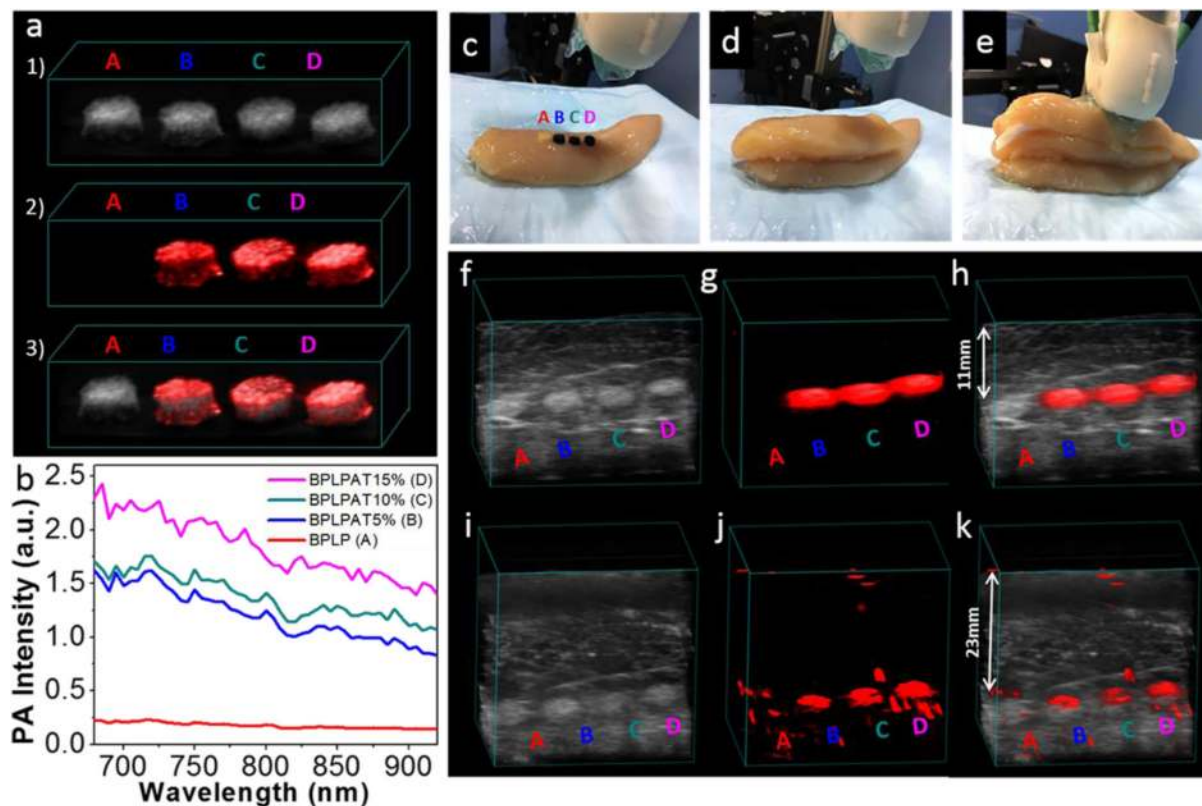 a
1)
A B C D
2)
A B C D
3)
A B C D
b
PA Intensity (a.u.)
2.5
2.0
1.5
1.0
0.5
0.0
BPLPAT15% (D)
BPLPAT10% (C)
BPLPAT5% (B)
BPLP (A)
700 750 800 850 900
Wavelength (nm)
c
A B C D
d
e
f
A B C D
g
A B C D
h
11mm
A B C D
i
A B C D
j
A B C D
k
23mm
A B C D